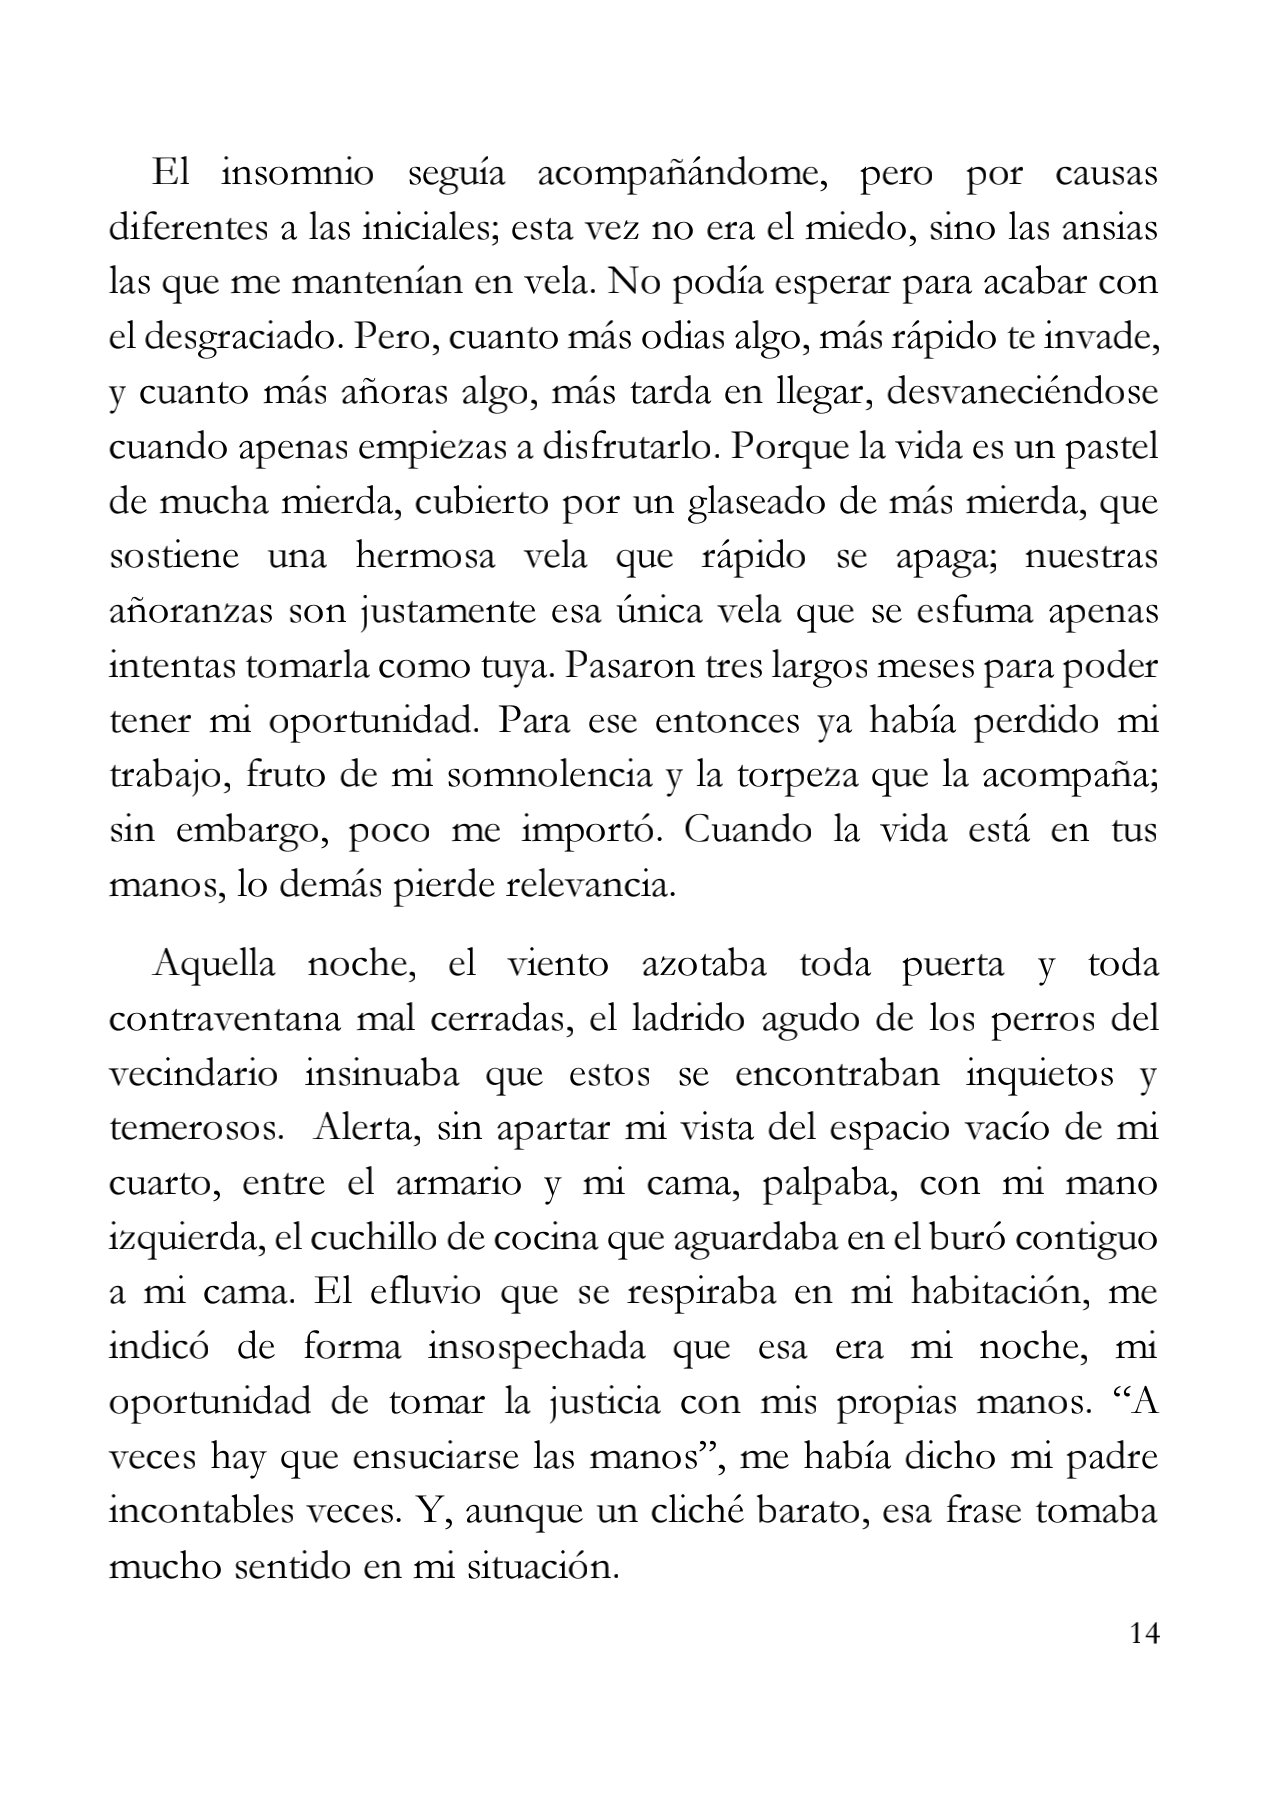 El insomnio seguía acompañándome, pero por causas
diferentes a las iniciales; esta vez no era el miedo, sino las ansias
las que me mantenían en vela. No podía esperar para acabar con
el desgraciado. Pero, cuanto más odias algo, más rápido te invade,
y cuanto más añoras algo, más tarda en llegar, desvaneciéndose
cuando apenas empiezas a disfrutarlo. Porque la vida es un pastel
de mucha mierda, cubierto por un glaseado de más mierda, que
sostiene una hermosa vela que rápido se apaga; nuestras
añoranzas son justamente esa única vela que se esfuma apenas
intentas tomarla como tuya. Pasaron tres largos meses para poder
tener mi oportunidad. Para ese entonces ya había perdido mi
trabajo, fruto de mi somnolencia y la torpeza que la acompaña;
sin embargo, poco me importó. Cuando la vida está en tus
manos, lo demás pierde relevancia.
Aquella noche, el viento azotaba toda puerta y toda
contraventana mal cerradas, el ladrido agudo de los perros del
vecindario insinuaba que estos se encontraban inquietos y
temerosos.  Alerta, sin apartar mi vista del espacio vacío de mi
cuarto, entre el armario y mi cama, palpaba, con mi mano
izquierda, el cuchillo de cocina que aguardaba en el buró contiguo
a mi cama. El efluvio que se respiraba en mi habitación, me
indicó de forma insospechada que esa era mi noche, mi
oportunidad de tomar la justicia con mis propias manos. “A
veces hay que ensuciarse las manos”, me había dicho mi padre
incontables veces. Y, aunque un cliché barato, esa frase tomaba
mucho sentido en mi situación.
14